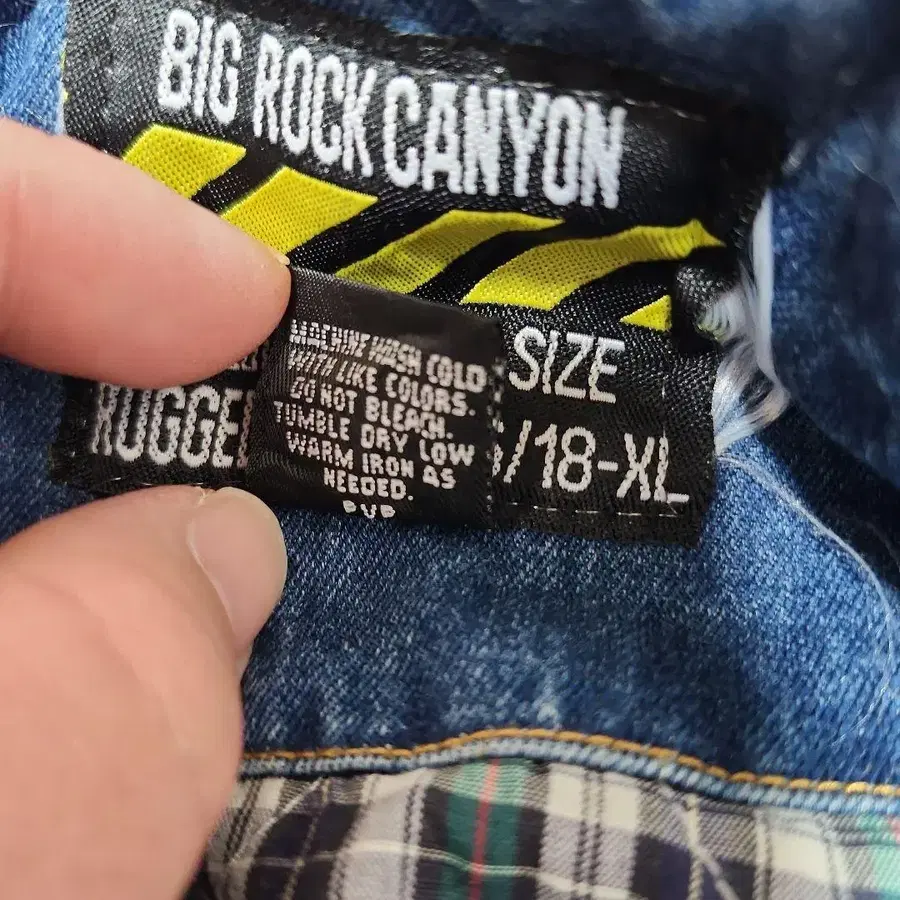 BIG ROCK CANYON
SIZE
/18-XL
RUGGE
MACHINE WASH COLD
WITH LIKE COLORS.
DO NOT BLEACH.
TUMBLE DRY LOW
WARM IRON AS
NEEDED.